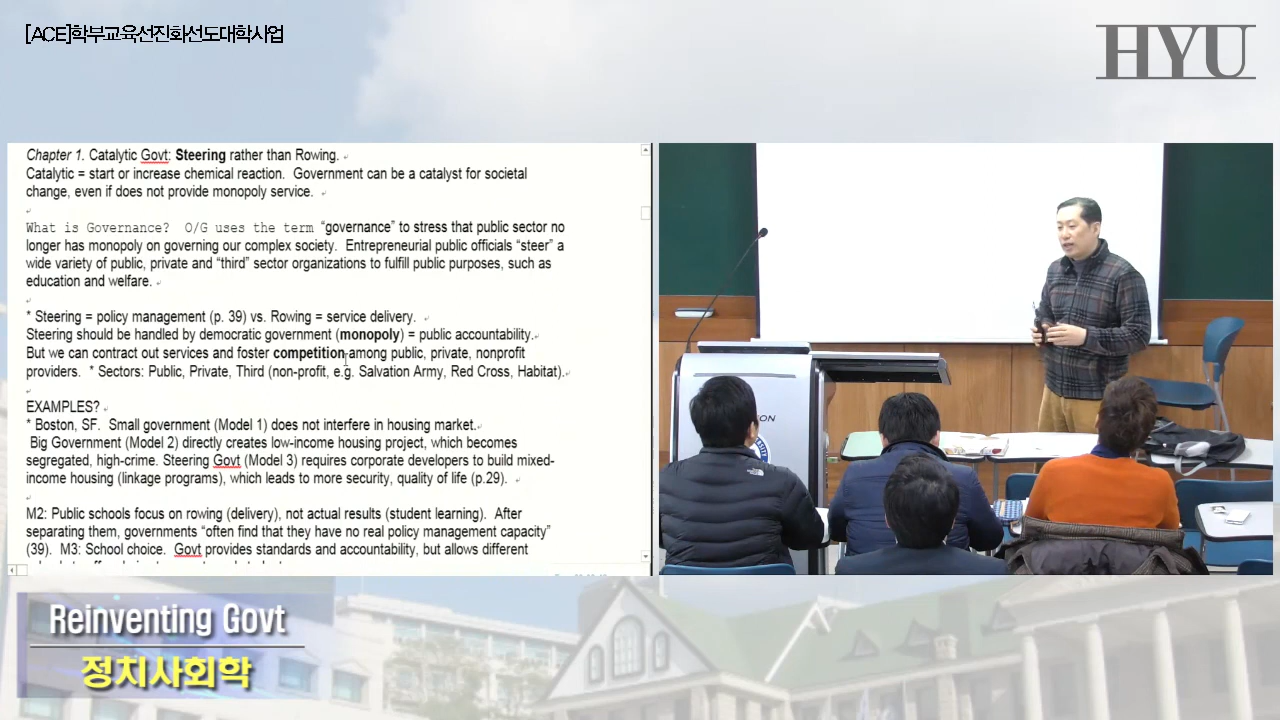 [ACE]학부교육선진화선도대학사업
HYU
Chapter 1. Catalytic Govt: Steering rather than Rowing.
Catalytic = start or increase chemical reaction.  Government can be a catalyst for societal
change, even if does not provide monopoly service.
What is Governance?  O/G uses the term "governance" to stress that public sector no
longer has monopoly on governing our complex society.  Entrepreneurial public officials "steer" a
wide variety of public, private and "third" sector organizations to fulfill public purposes, such as
education and welfare.
* Steering = policy management (p. 39) vs. Rowing = service delivery.
Steering should be handled by democratic government (monopoly) = public accountability.
But we can contract out services and foster competition among public, private, nonprofit
providers.  * Sectors: Public, Private, Third (non-profit, e.g. Salvation Army, Red Cross, Habitat).
EXAMPLES?
* Boston, SF.  Small government (Model 1) does not interfere in housing market.
Big Government (Model 2) directly creates low-income housing project, which becomes
segregated, high-crime. Steering Govt (Model 3) requires corporate developers to build mixed-
income housing (linkage programs), which leads to more security, quality of life (p.29).
M2: Public schools focus on rowing (delivery), not actual results (student learning).  After
separating them, governments "often find that they have no real policy management capacity"
(39).  M3: School choice.  Govt provides standards and accountability, but allows different
Reinventing Govt
정치사회학